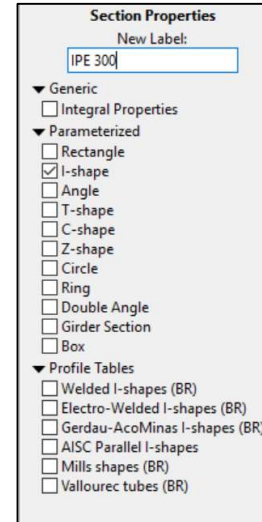 Section Properties
New Label:
IPE 300
Generic
Integral Properties
Parameterized
Rectangle
I-shape
Angle
T-shape
C-shape
Z-shape
Circle
Ring
Double Angle
Girder Section
Box
Profile Tables
Welded I-shapes (BR)
Electro-Welded I-shapes (BR)
Gerdau-AcoMinas I-shapes (BR)
AISC Parallel I-shapes
Mills shapes (BR)
Vallourec tubes (BR)